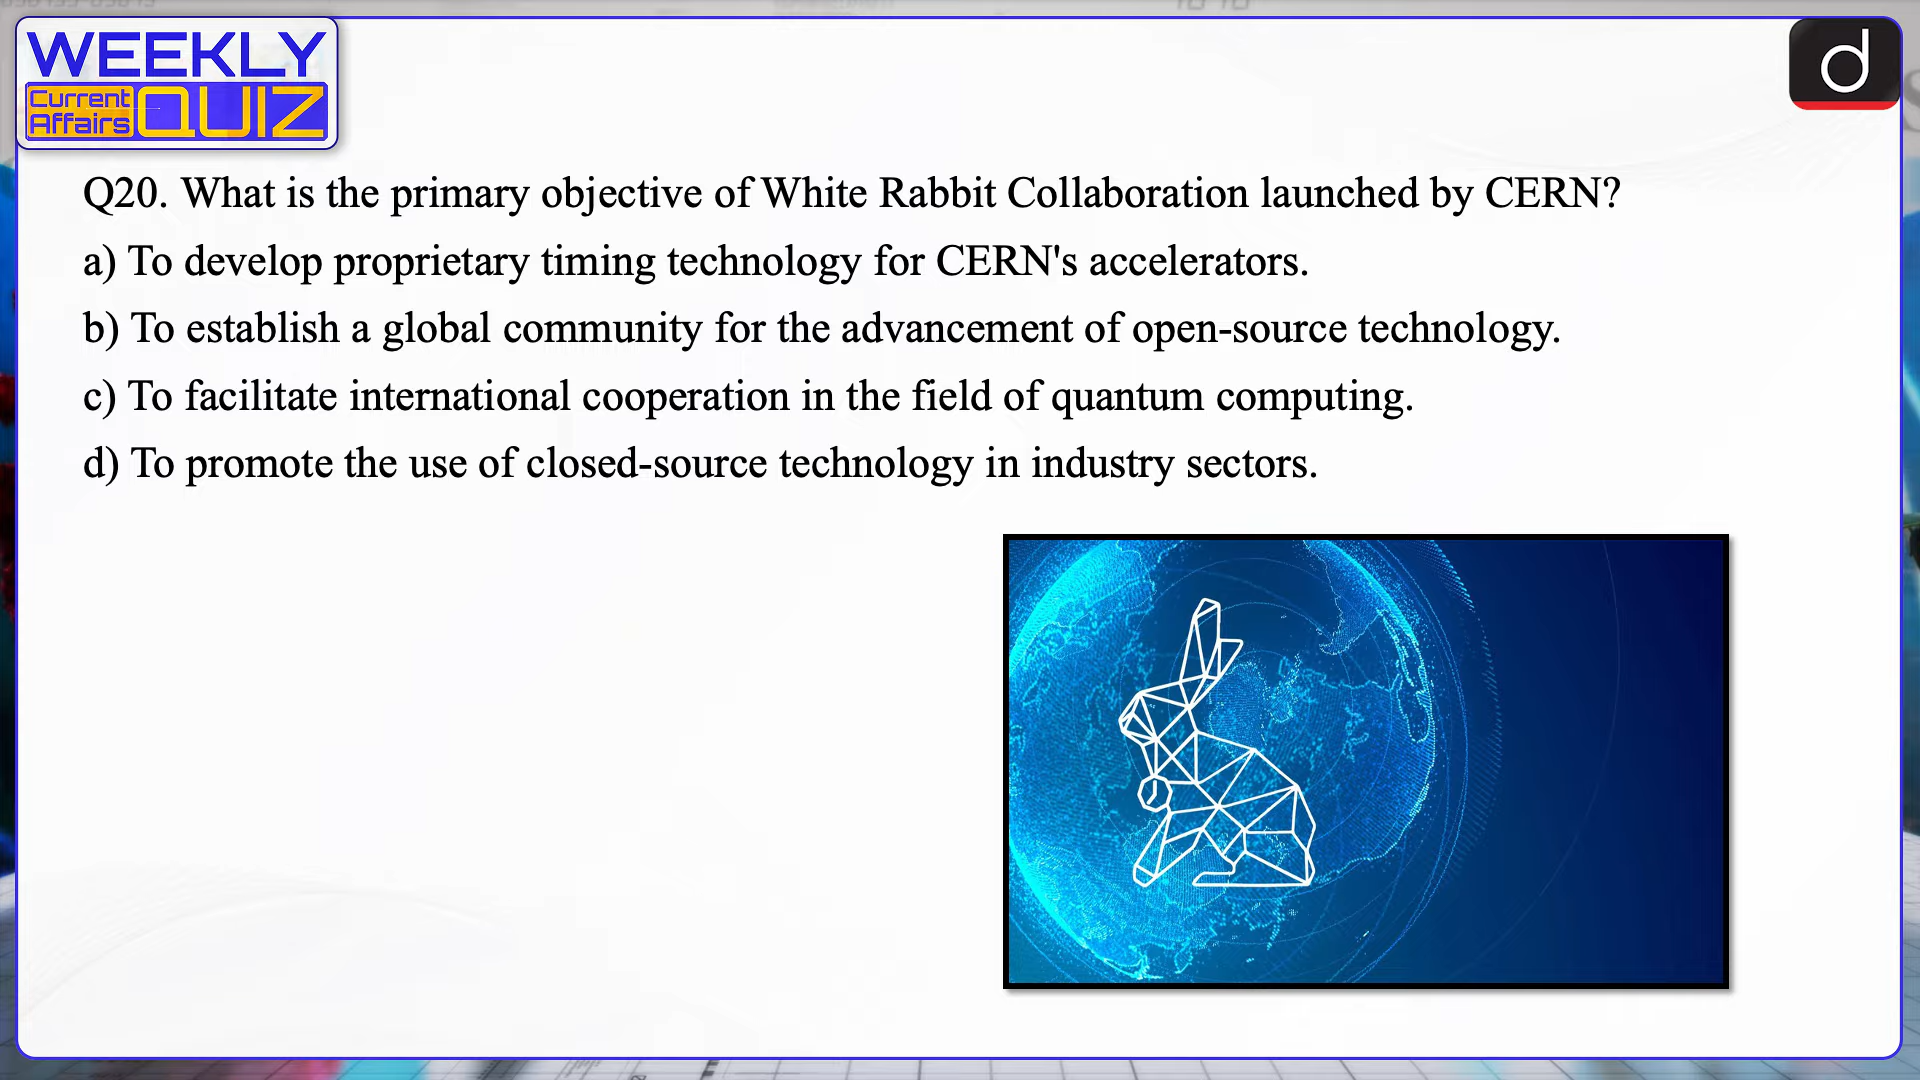 WEEKLY
Current
Affairs
QUIZ
d
Q20. What is the primary objective of White Rabbit Collaboration launched by CERN?
a) To develop proprietary timing technology for CERN's accelerators.
b) To establish a global community for the advancement of open-source technology.
c) To facilitate international cooperation in the field of quantum computing.
d) To promote the use of closed-source technology in industry sectors.